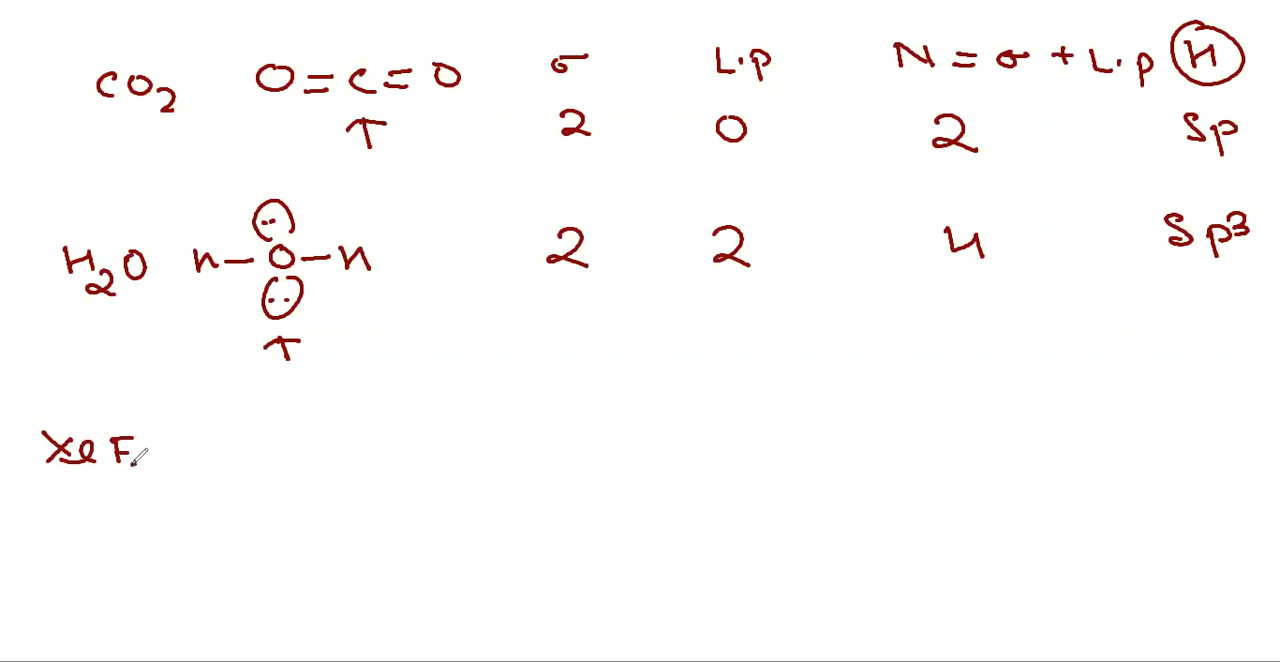 CO₂ O=C=O σ L.p N = σ + L.p H
↑ 2 0 2 Sp
H₂O H–O–H 2 2 4 Sp³
↑
XeF